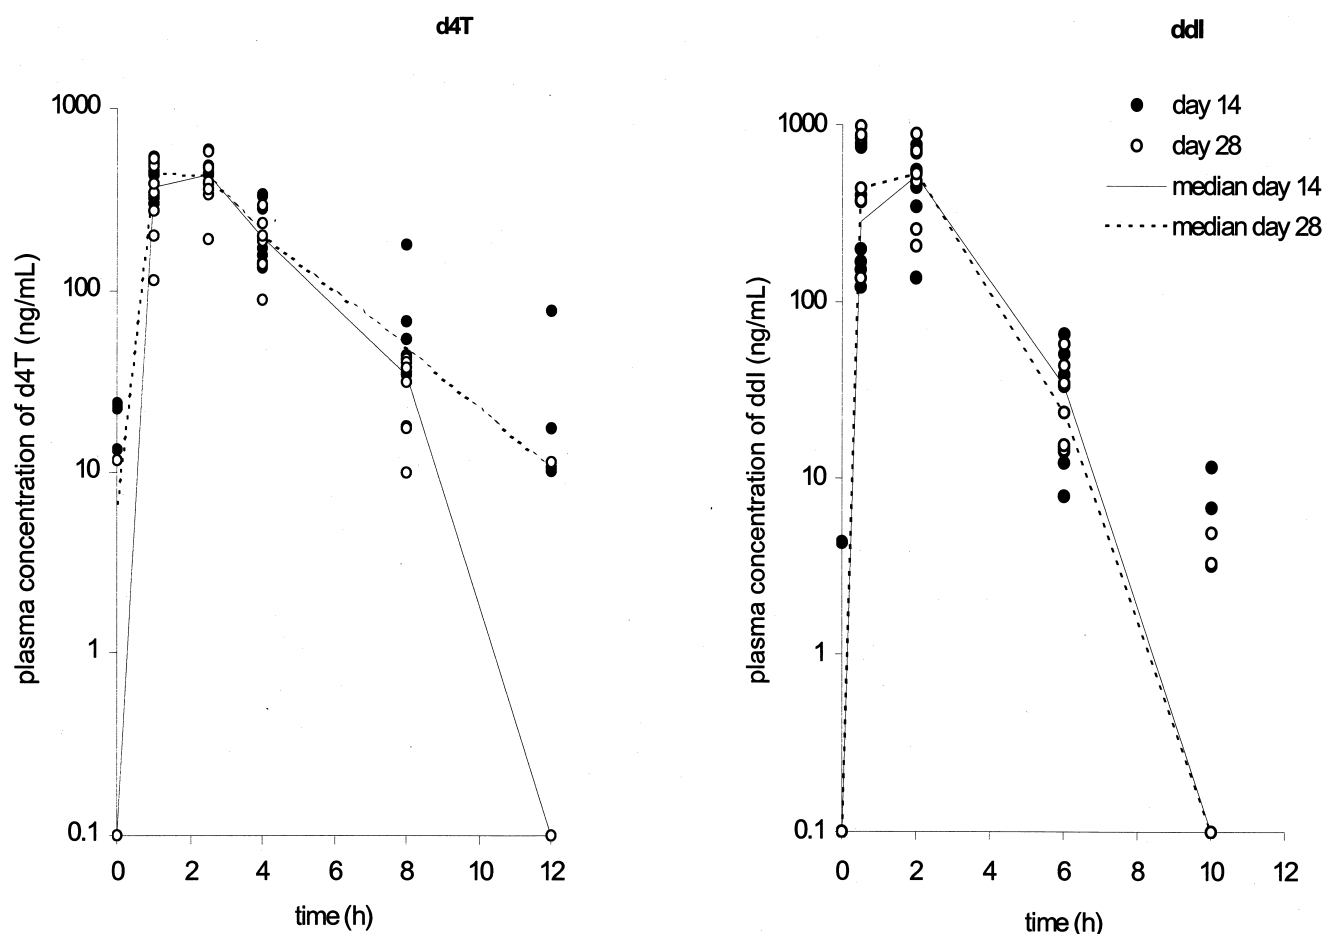 d4T
plasma concentration of d4T (ng/mL)
1000
100
10
1
0.1
0 2 4 6 8 10 12
time (h)
ddI
day 14
day 28
median day 14
median day 28
plasma concentration of ddI (ng/mL)
1000
100
10
1
0.1
0 2 4 6 8 10 12
time (h)